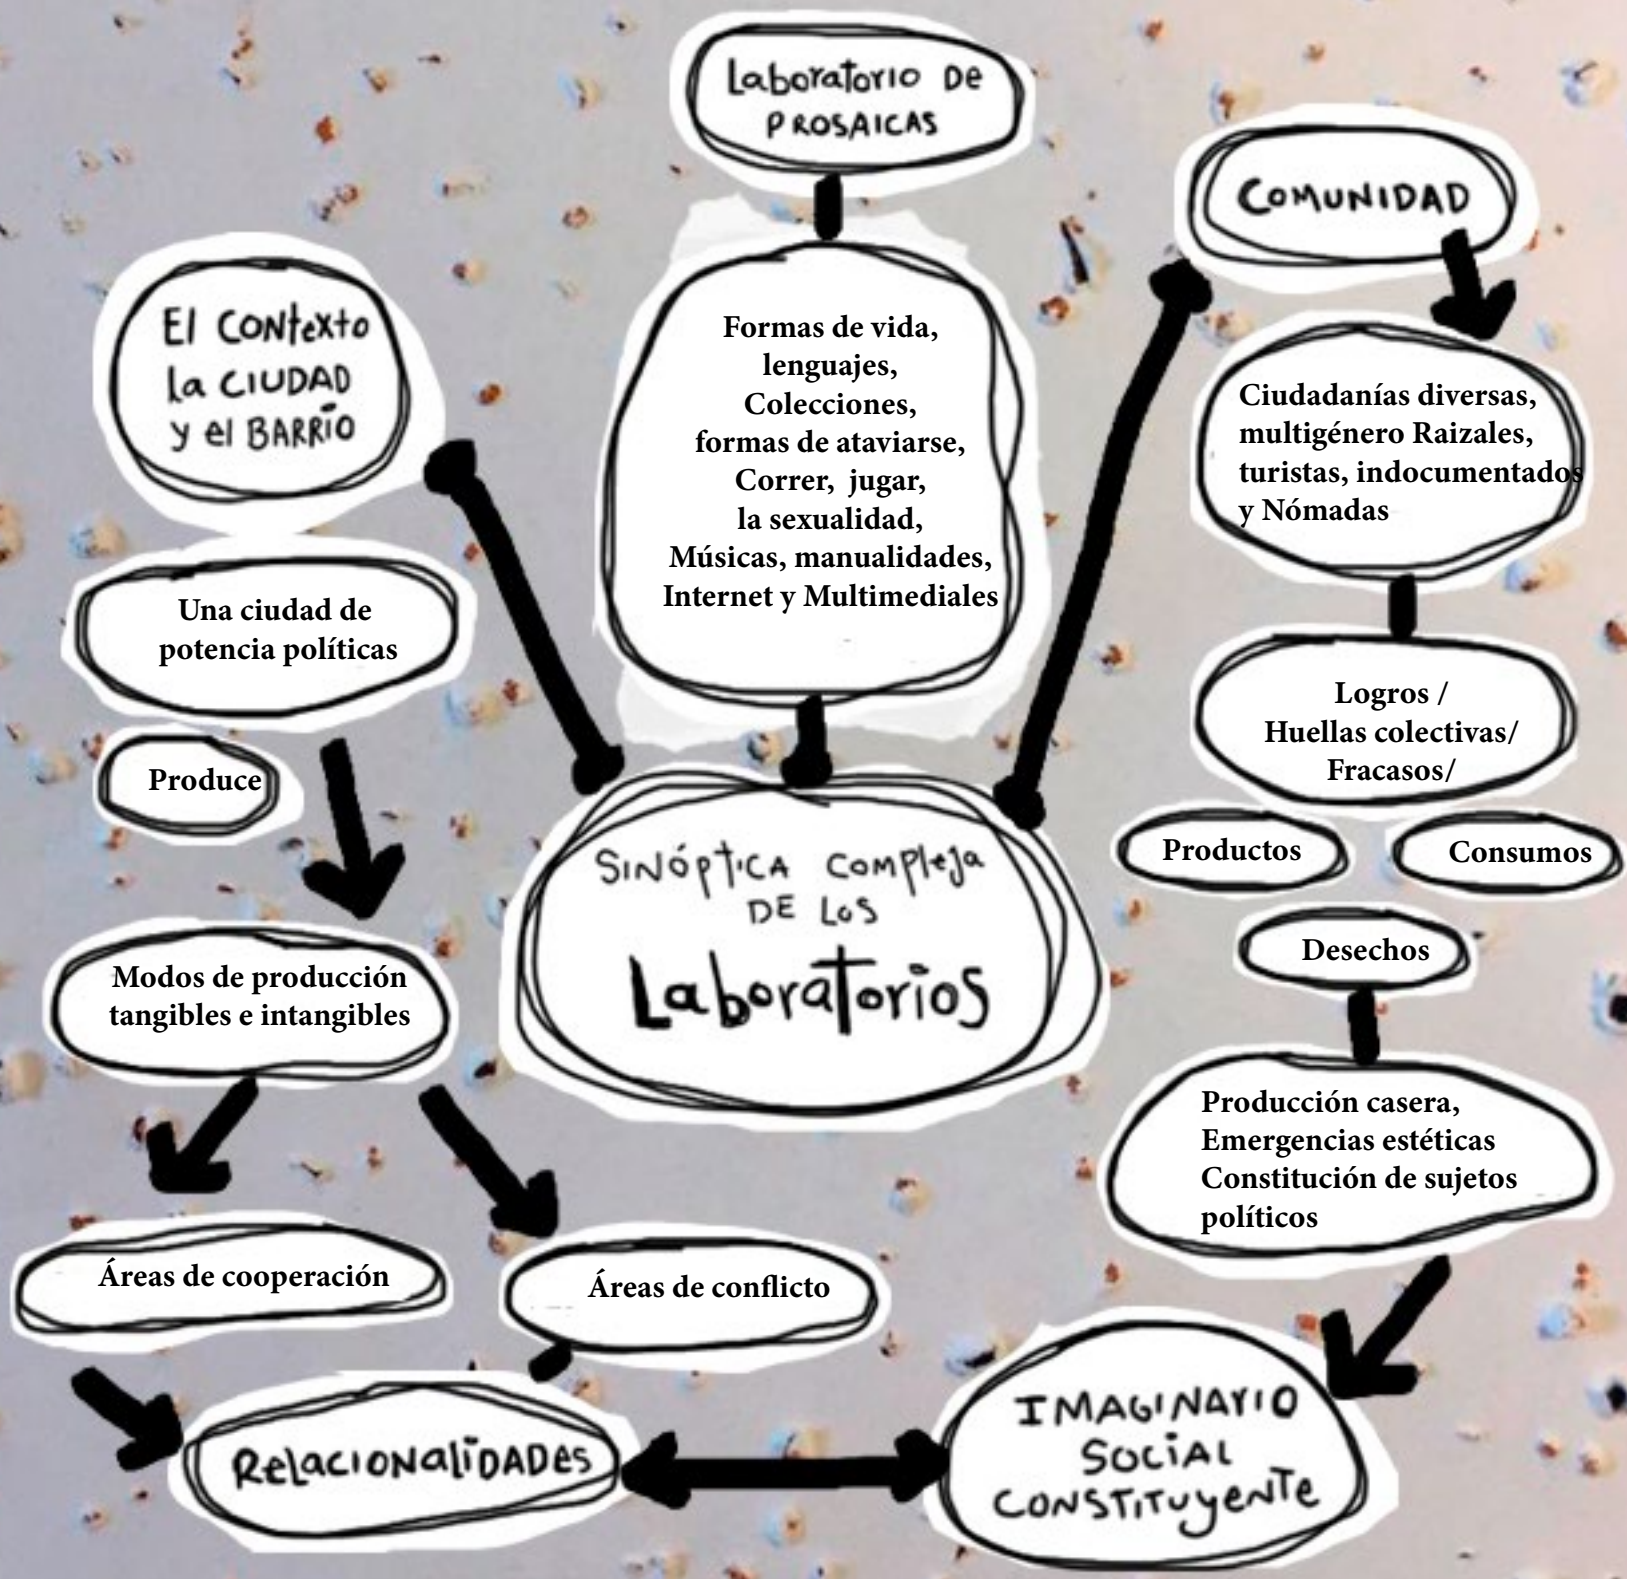 Laboratorio De
PROSAICAS
COMUNIDAD
El CONtexto
la CIUDAD
y el BARRiO
Formas de vida,
lenguajes,
Colecciones,
formas de ataviarse,
Correr, jugar,
la sexualidad,
Músicas, manualidades,
Internet y Multimediales
Ciudadanías diversas,
multigénero Raizales,
turistas, indocumentados
y Nómadas
Una ciudad de
potencia políticas
Produce
Logros /
Huellas colectivas/
Fracasos/
Productos
Consumos
Desechos
SINÓptiCA COMPleja
DE LOS
LaboraTorios
Modos de producción
tangibles e intangibles
Producción casera,
Emergencias estéticas
Constitución de sujetos
políticos
Áreas de cooperación
Áreas de conflicto
RelaCIONaliDADes
IMAGINArIO
SOCiAL
CONSTiTuyeNTe